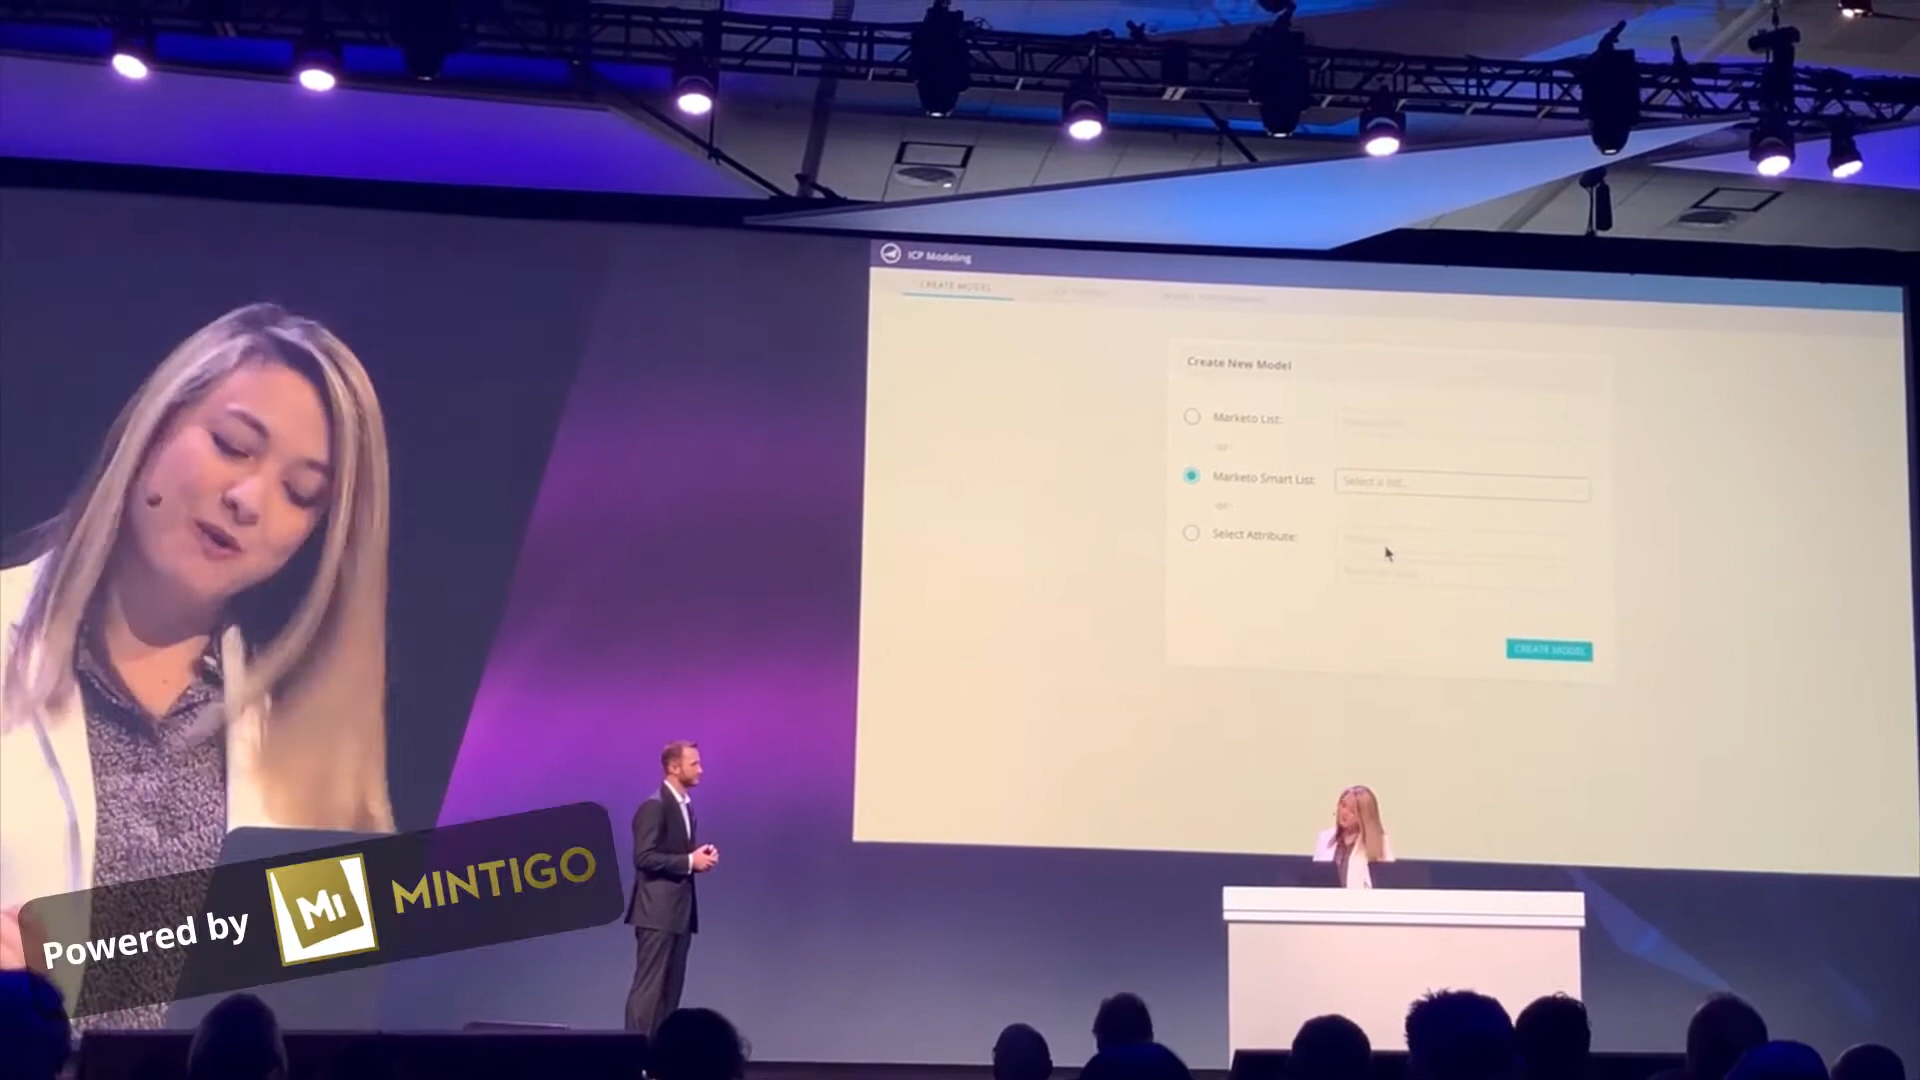 ICP Modeling
CREATE MODEL
Create New Model
Marketo List:
-or-
Marketo Smart List:
Select a list...
-or-
Select Attribute:
CREATE MODEL
Powered by
Mi
MINTIGO